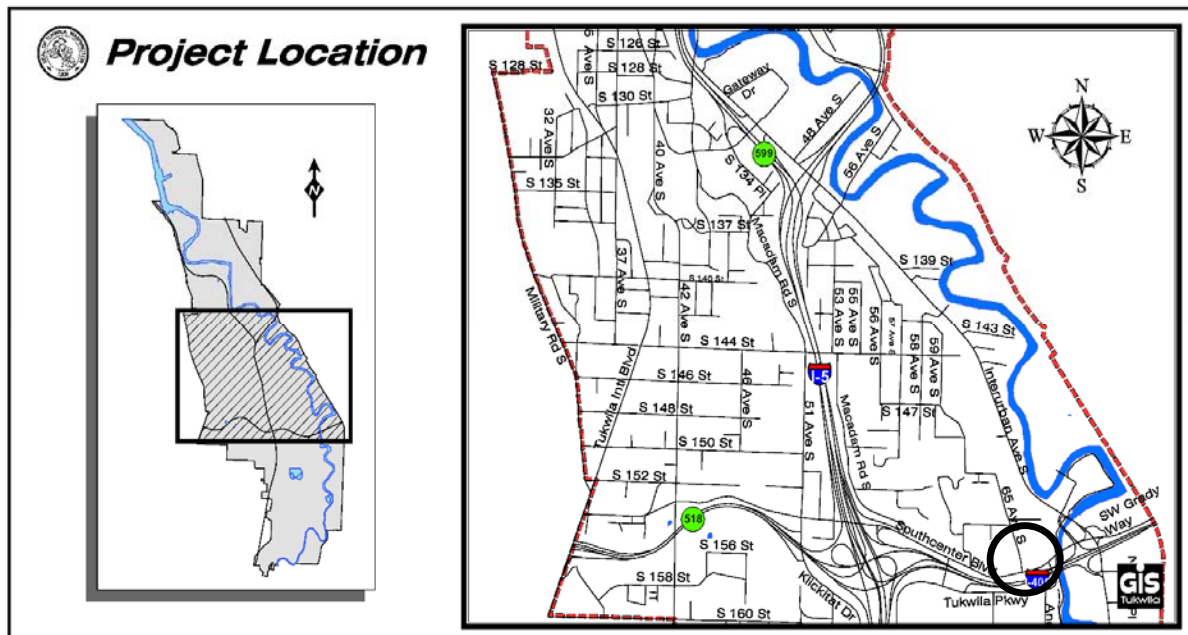 Project Location
N
N
W
E
S
S 126 St
S 128 St
S 128 St
Gateway
Dr
S 130 St
32 Ave S
40 Ave S
48 Ave S
56 Ave S
599
S 134 Pl
S 135 St
S 137 St
Macadam Rd S
37 Ave S
S 139 St
S 140 St
42 Ave S
Military Rd S
53 Ave S
55 Ave S
56 Ave S
57 Ave S
58 Ave S
59 Ave S
S 143 St
S 144 St
Interurban Ave S
I-5
S 146 St
46 Ave S
Tukwila Intl Blvd
S 147 St
S 148 St
51 Ave S
Macadam Rd S
S 150 St
S 152 St
65 Ave S
SW Grady
Way
518
Southcenter Bl
S 156 St
S 158 St
Klickitat Dr
Tukwila Pkwy
S 160 St
GIS
Tukwila